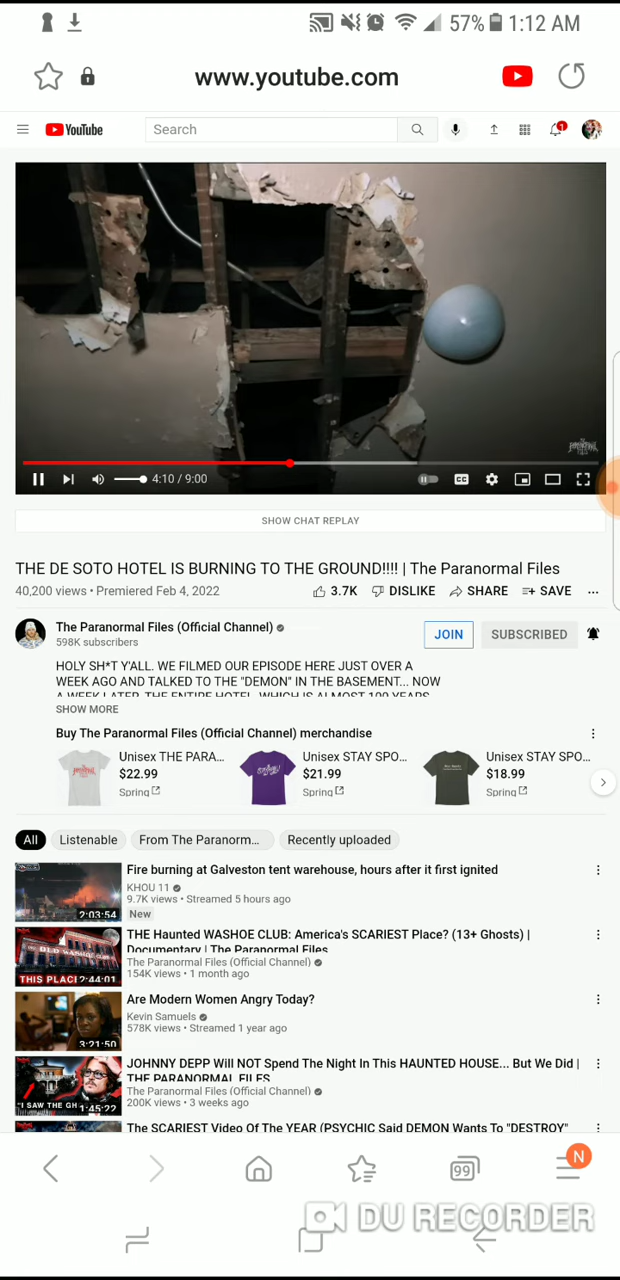 57% 1:12 AM
www.youtube.com
YouTube
Search
1
4:10 / 9:00
CC
SHOW CHAT REPLAY
THE DE SOTO HOTEL IS BURNING TO THE GROUND!!!! | The Paranormal Files
40,200 views • Premiered Feb 4, 2022
3.7K DISLIKE SHARE SAVE ...
The Paranormal Files (Official Channel)
598K subscribers
JOIN SUBSCRIBED
HOLY SH*T Y'ALL. WE FILMED OUR EPISODE HERE JUST OVER A
WEEK AGO AND TALKED TO THE "DEMON" IN THE BASEMENT... NOW
A WEEK LATER, THE ENTIRE HOTEL, WHICH IS ALMOST 100 YEARS
SHOW MORE
Buy The Paranormal Files (Official Channel) merchandise
Unisex THE PARA...
$22.99
Spring
Unisex STAY SPO...
$21.99
Spring
Unisex STAY SPO...
$18.99
Spring
All Listenable From The Paranorm... Recently uploaded
Fire burning at Galveston tent warehouse, hours after it first ignited
KHOU 11
9.7K views • Streamed 5 hours ago
New
2:03:54
THE Haunted WASHOE CLUB: America's SCARIEST Place? (13+ Ghosts) |
Documentary | The Paranormal Files
The Paranormal Files (Official Channel)
154K views • 1 month ago
OLD WASHOE CLUB
THIS PLACE
2:44:01
Are Modern Women Angry Today?
Kevin Samuels
578K views • Streamed 1 year ago
3:21:50
JOHNNY DEPP Will NOT Spend The Night In This HAUNTED HOUSE... But We Did |
THE PARANORMAL FILES
The Paranormal Files (Official Channel)
200K views • 3 weeks ago
"I SAW THE GH
1:45:22
The SCARIEST Video Of The YEAR (PSYCHIC Said DEMON Wants To "DESTROY"
99
N
DU RECORDER